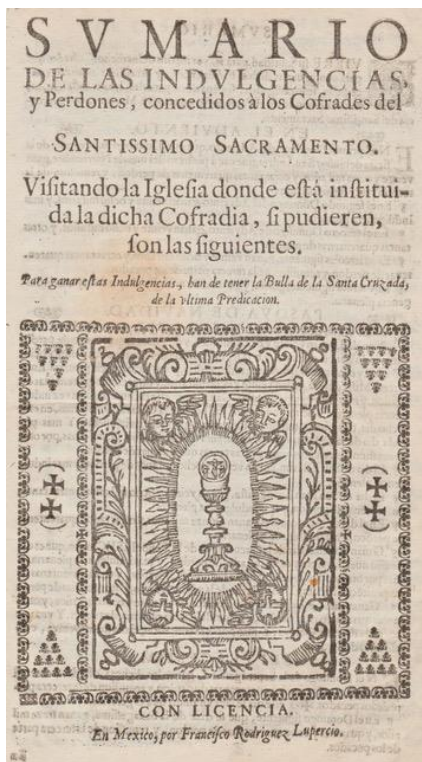 SVMARIO
DE LAS INDVLGENCIAS,
y Perdones, concedidos à los Cofrades del
SANTISSIMO SACRAMENTO.
Visitando la Iglesia donde està institui-
da la dicha Cofradia, si pudieren,
son las siguientes.
Para ganar estas Indulgencias, han de tener la Bulla de la Santa Cruzada,
de la vltima Predicacion.
CON LICENCIA.
En Mexico, por Francisco Rodriguez Lupercio.